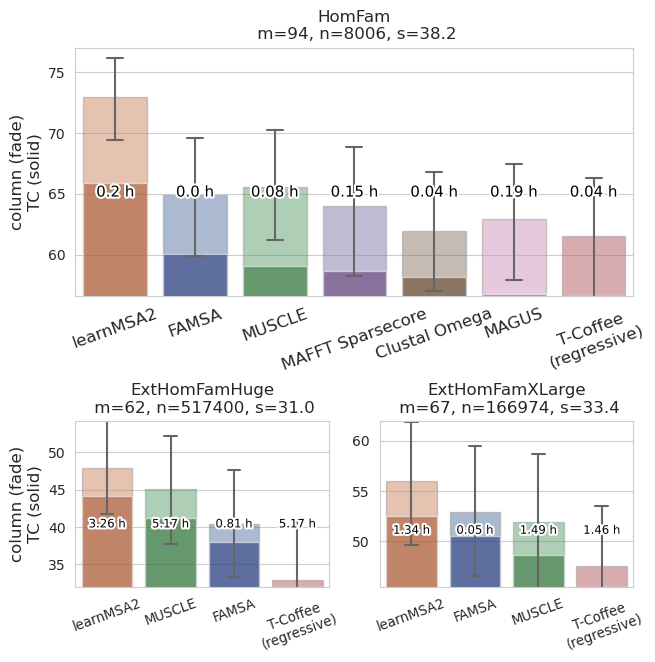 HomFam
m=94, n=8006, s=38.2
column (fade)
TC (solid)
75
70
65
60
0.2 h
0.0 h
0.08 h
0.15 h
0.04 h
0.19 h
0.04 h
learnMSA2
FAMSA
MUSCLE
MAFFT Sparsecore
Clustal Omega
MAGUS
T-Coffee
(regressive)
ExtHomFamHuge
m=62, n=517400, s=31.0
column (fade)
TC (solid)
50
45
40
35
3.26 h
5.17 h
0.81 h
5.17 h
learnMSA2
MUSCLE
FAMSA
T-Coffee
(regressive)
ExtHomFamXLarge
m=67, n=166974, s=33.4
60
55
50
1.34 h
0.05 h
1.49 h
1.46 h
learnMSA2
FAMSA
MUSCLE
T-Coffee
(regressive)